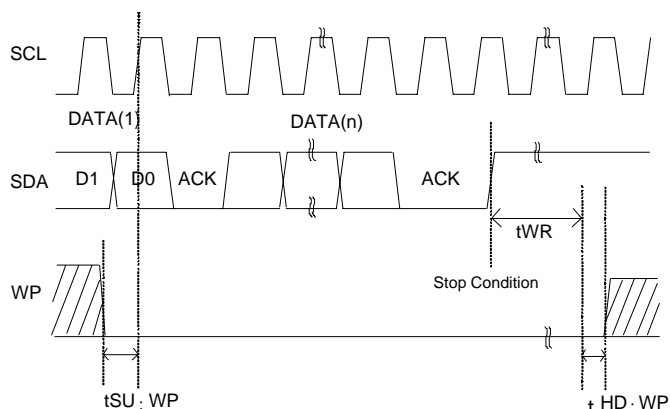 SCL
DATA(1)
DATA(n)
SDA
D1
D0
ACK
ACK
tWR
WP
Stop Condition
tSU : WP
t HD · WP